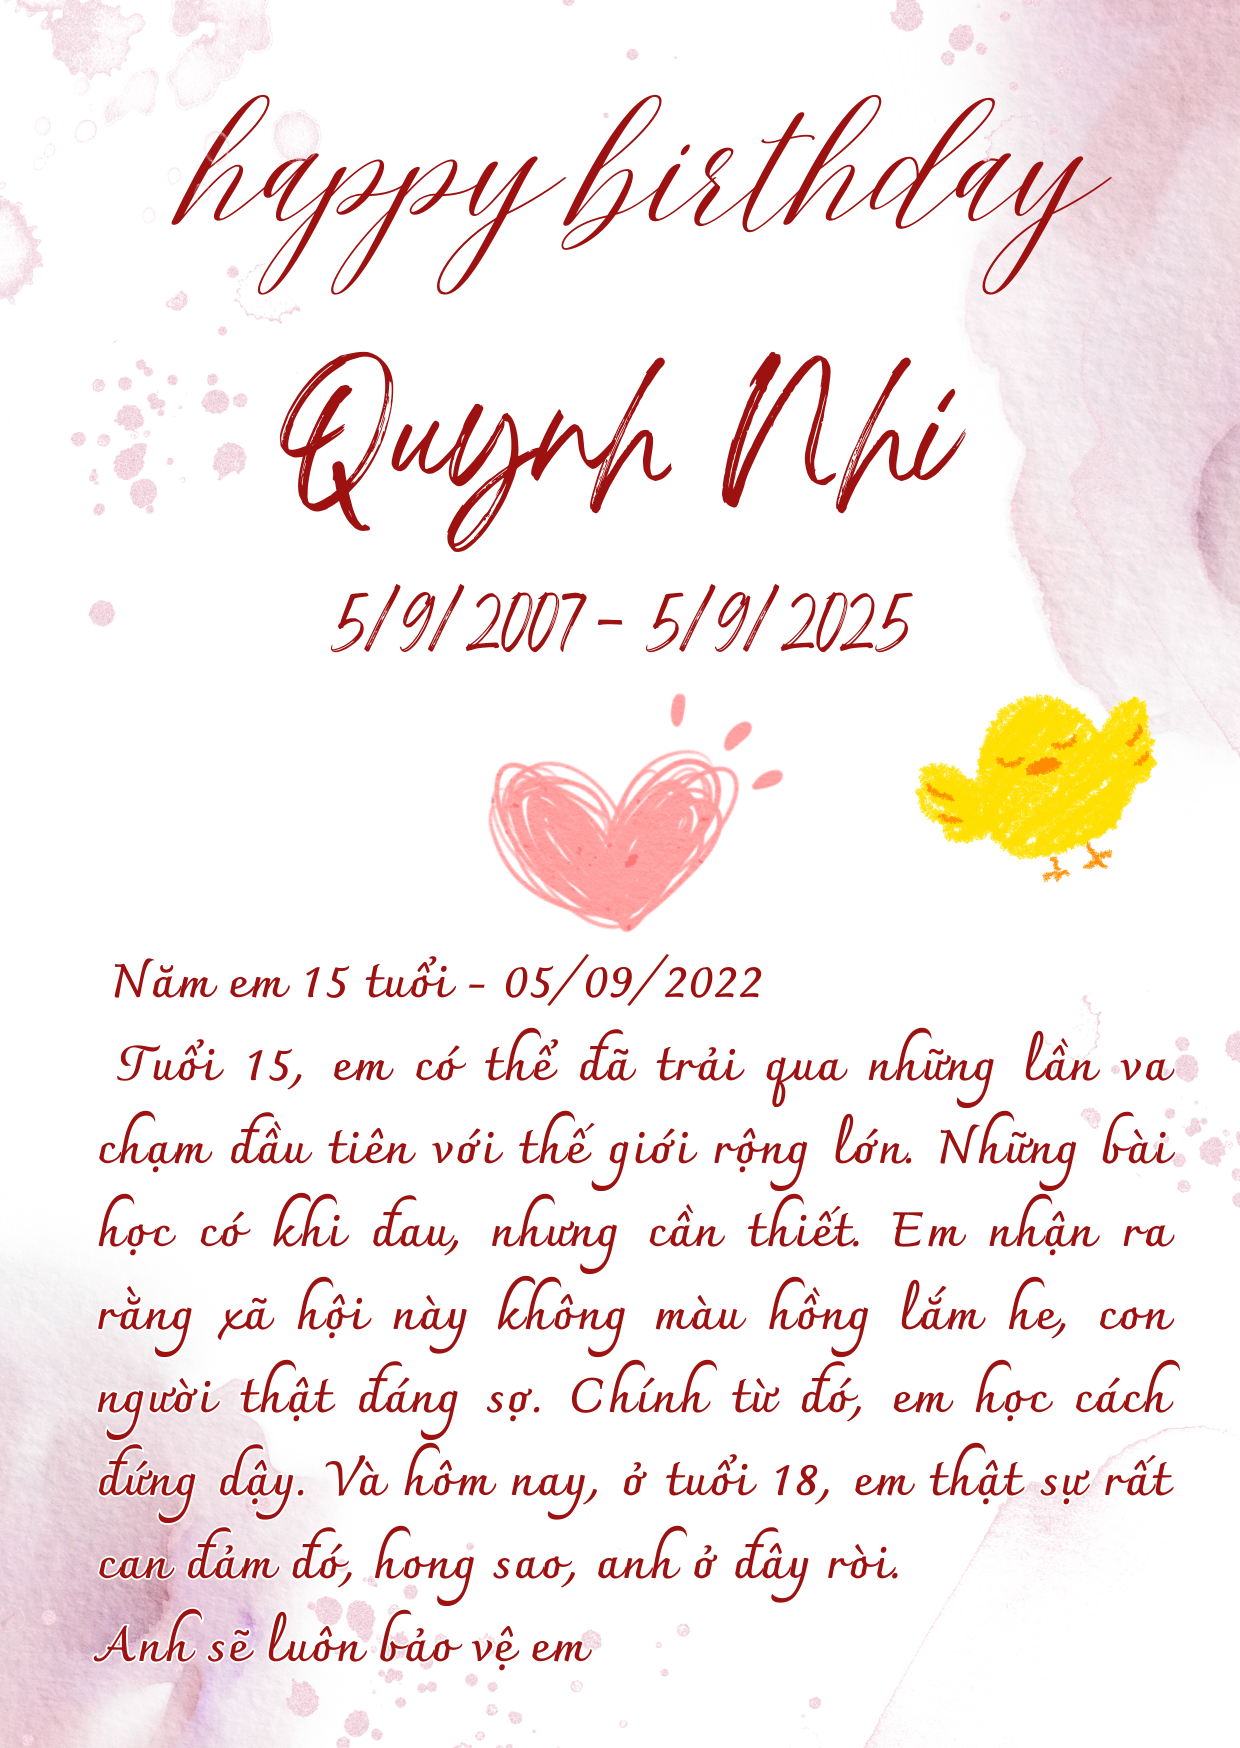 happy birthday
Quynh Nhi
5/9/2007 - 5/9/2025
Năm em 15 tuổi - 05/09/2022
Tuổi 15, em có thể đã trải qua những lần va
chạm đầu tiên với thế giới rộng lớn. Những bài
học có khi đau, nhưng cần thiết. Em nhận ra
rằng xã hội này không màu hồng lắm he, con
người thật đáng sợ. Chính từ đó, em học cách
đứng dậy. Và hôm nay, ở tuổi 18, em thật sự rất
can đảm đó, hong sao, anh ở đây ròi.
Anh sẽ luôn bảo vệ em